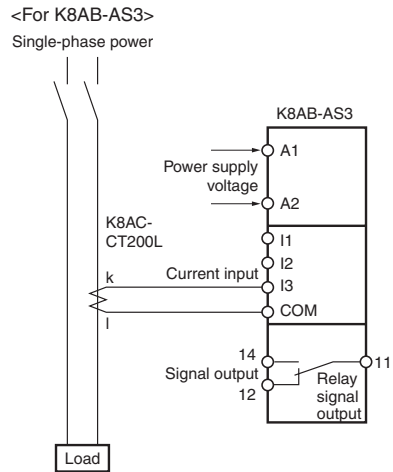 <For K8AB-AS3>
Single-phase power
K8AB-AS3
A1
Power supply
voltage
A2
K8AC-
CT200L
I1
I2
k
Current input
I3
COM
l
14
11
Signal output
Relay
signal
output
12
Load